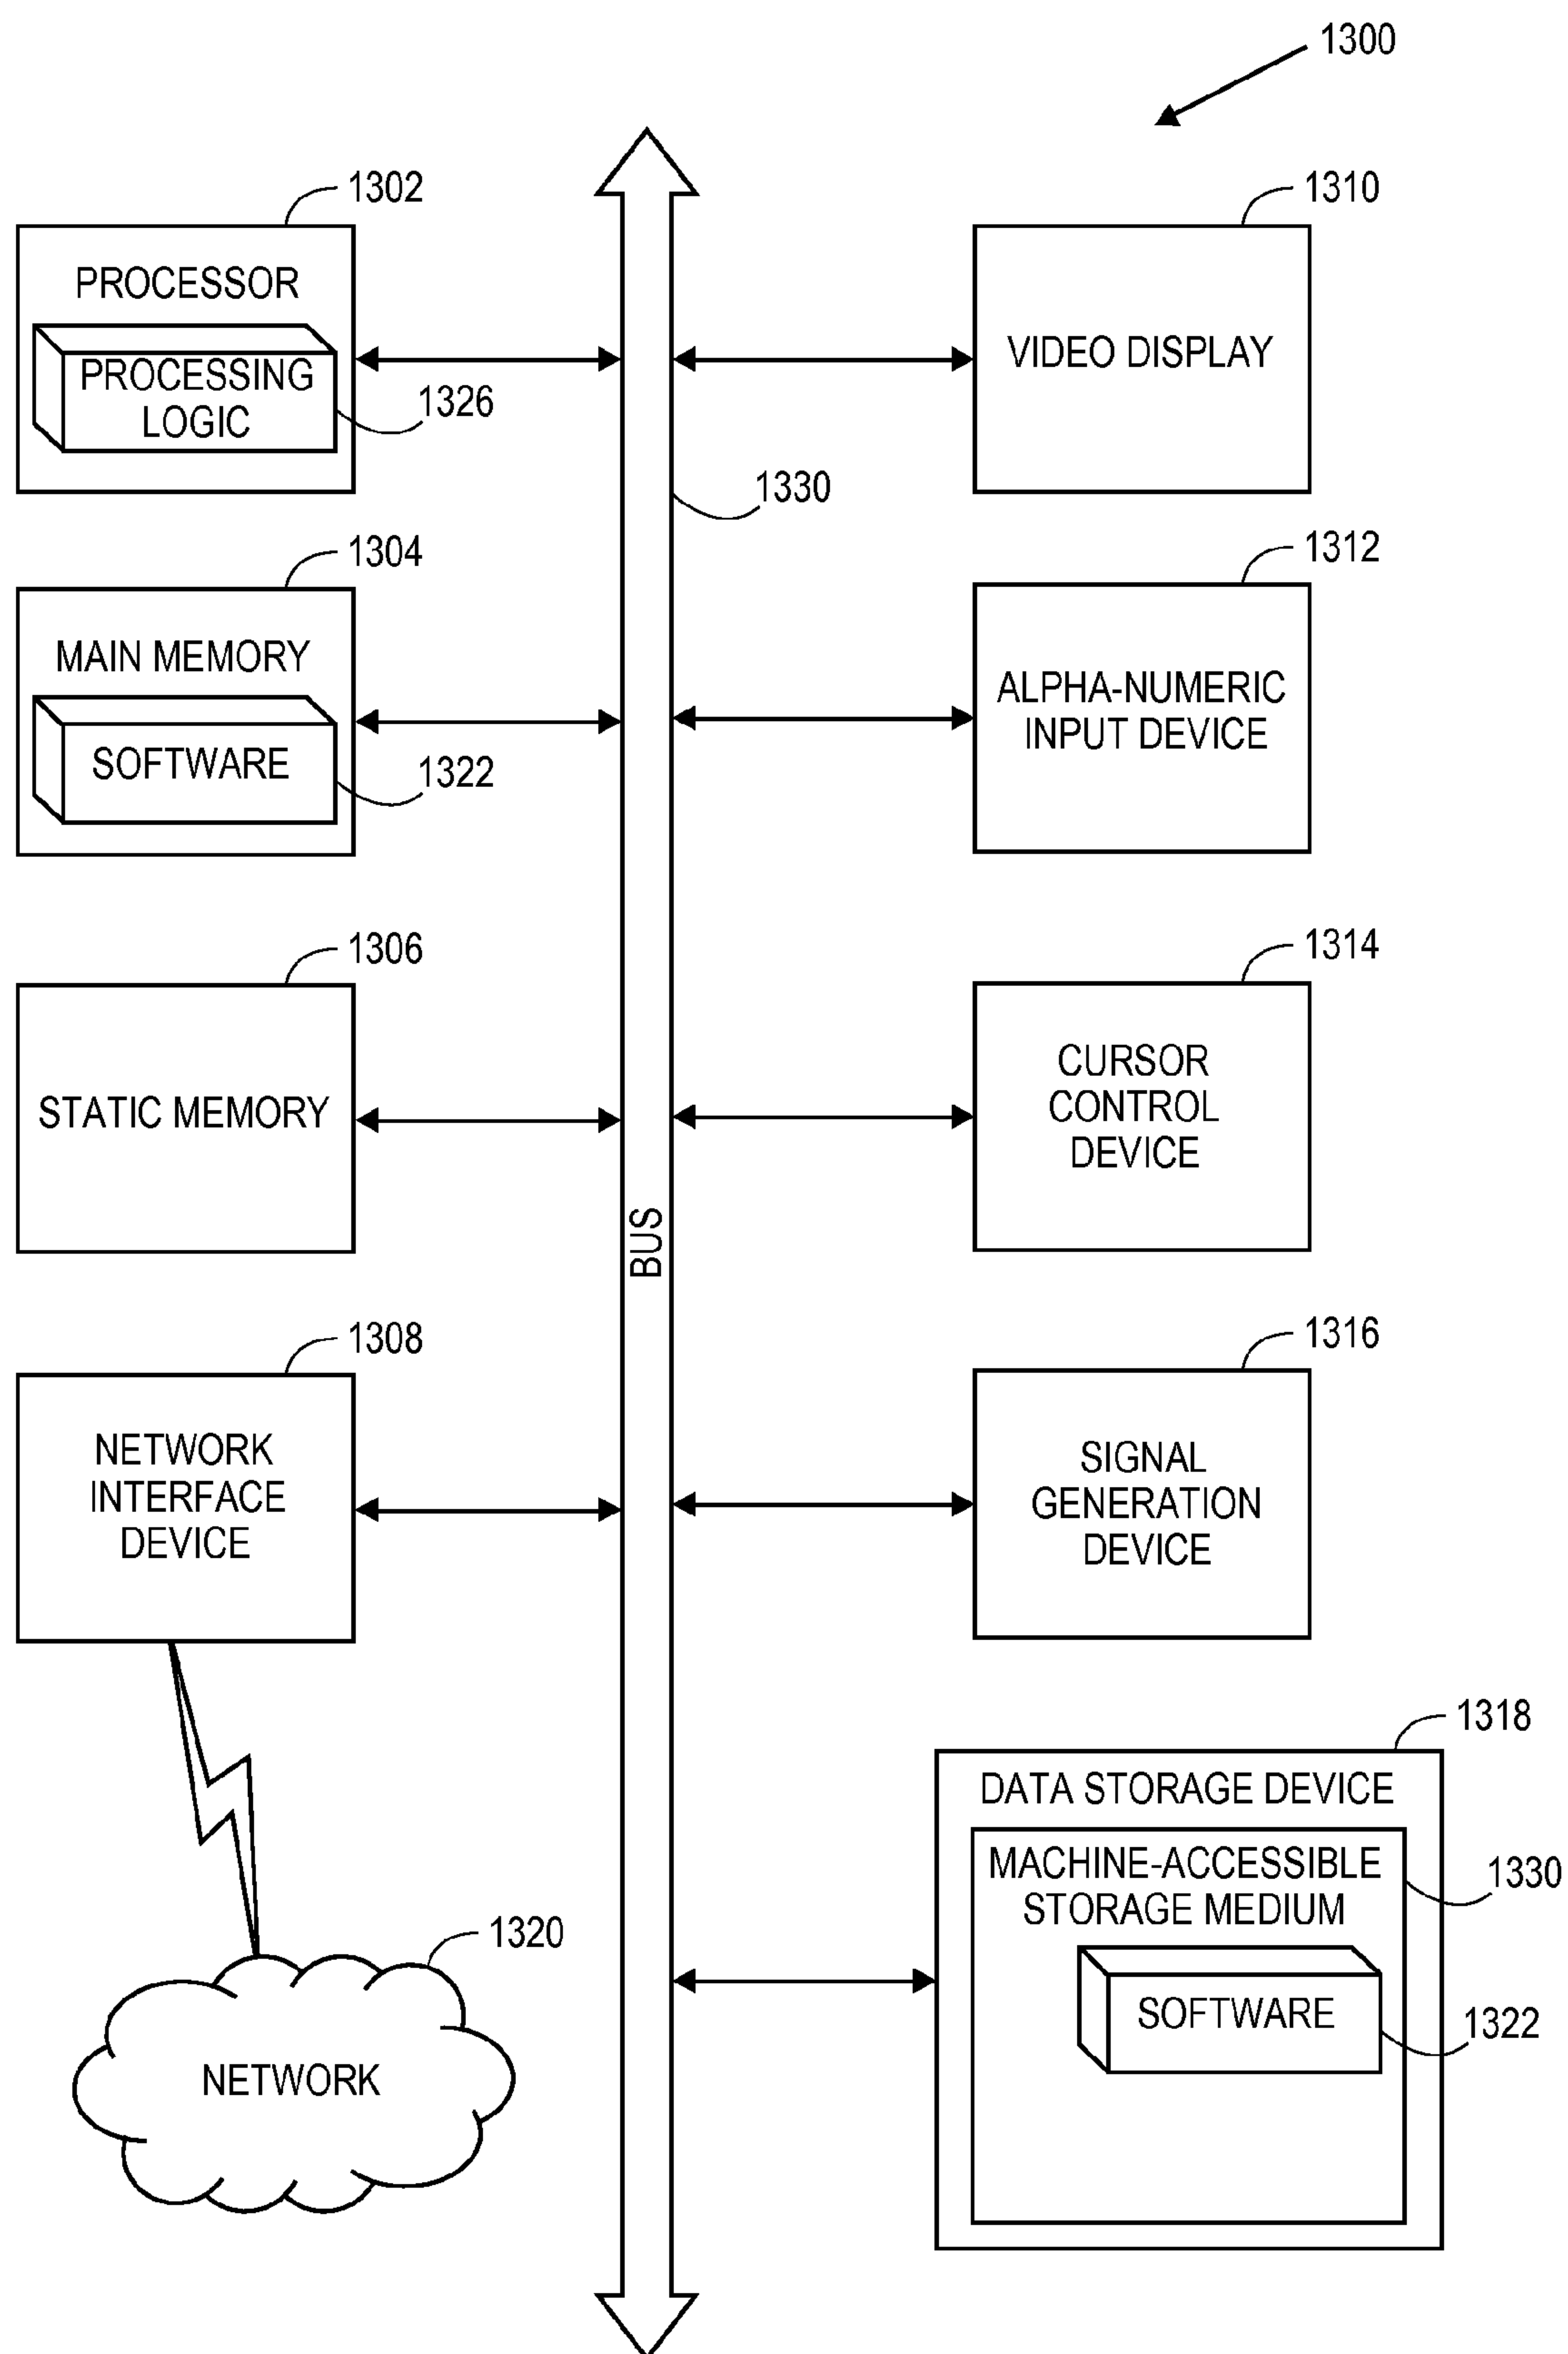 1300
1302
PROCESSOR
PROCESSING
LOGIC
1326
1310
VIDEO DISPLAY
1330
1304
MAIN MEMORY
SOFTWARE
1322
1312
ALPHA-NUMERIC
INPUT DEVICE
1306
STATIC MEMORY
1314
CURSOR
CONTROL
DEVICE
BUS
1308
NETWORK
INTERFACE
DEVICE
1316
SIGNAL
GENERATION
DEVICE
1320
NETWORK
1318
DATA STORAGE DEVICE
MACHINE-ACCESSIBLE
STORAGE MEDIUM
1330
SOFTWARE
1322